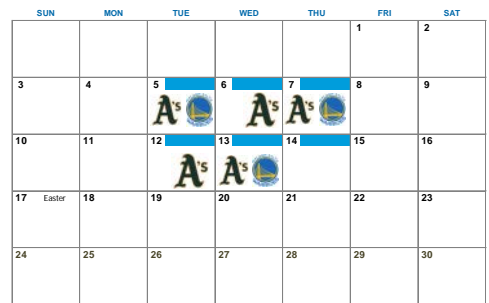 SUN MON TUE WED THU FRI SAT
1 2
3 4 5 6 7 8 9
A's A's A's
10 11 12 13 14 15 16
A's A's
17 Easter 18 19 20 21 22 23
24 25 26 27 28 29 30